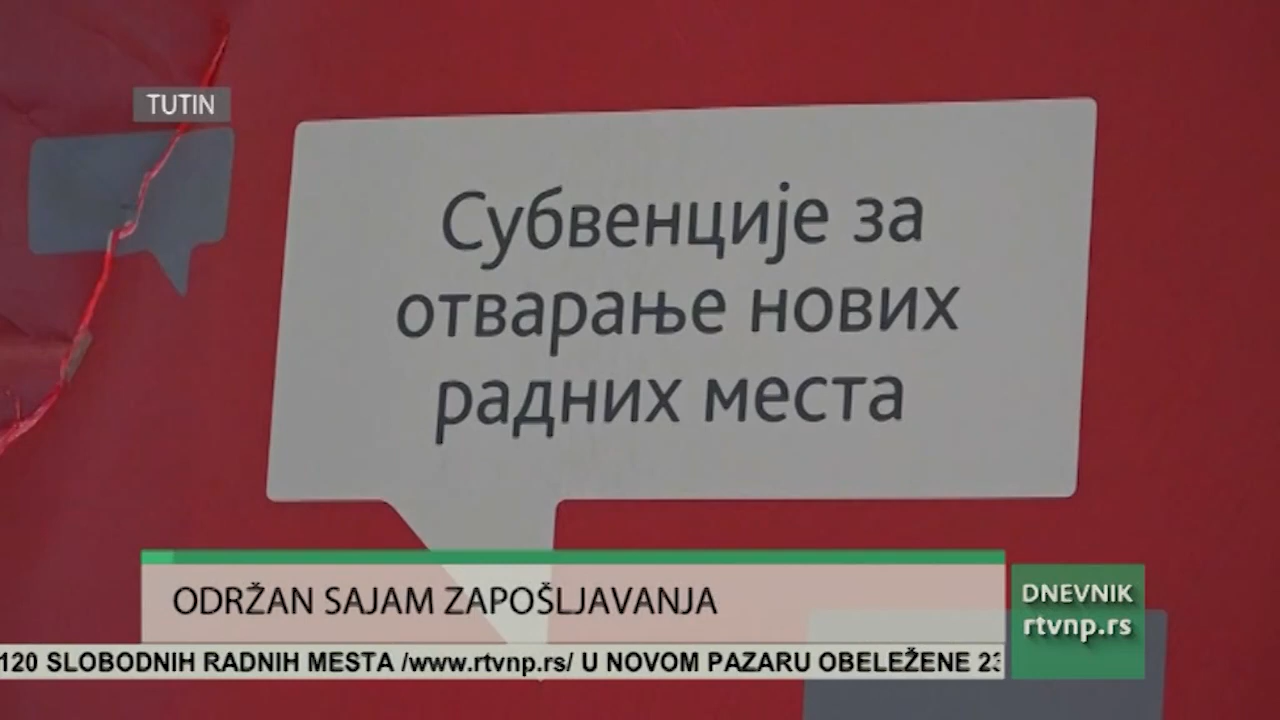 TUTIN
Субвенције за
отварање нових
радних места
ODRŽAN SAJAM ZAPOŠLJAVANJA
DNEVNIK
rtvnp.rs
120 SLOBODNIH RADNIH MESTA /www.rtvnp.rs/ U NOVOM PAZARU OBELEŽENE